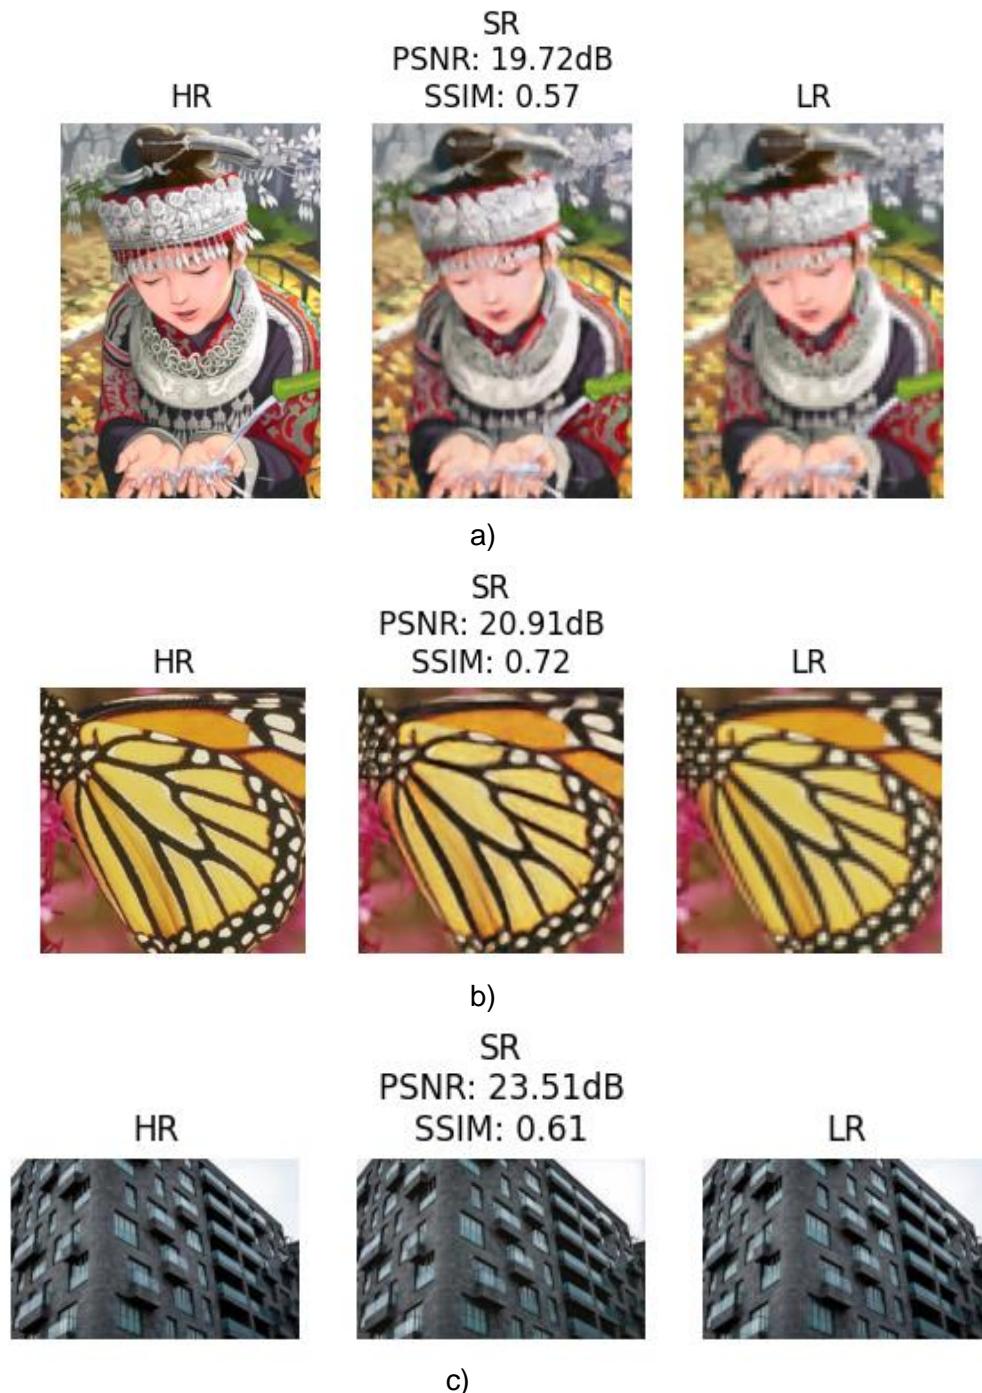 SR
PSNR: 19.72dB
HR SSIM: 0.57 LR
a)
SR
PSNR: 20.91dB
HR SSIM: 0.72 LR
b)
SR
PSNR: 23.51dB
HR SSIM: 0.61 LR
c)